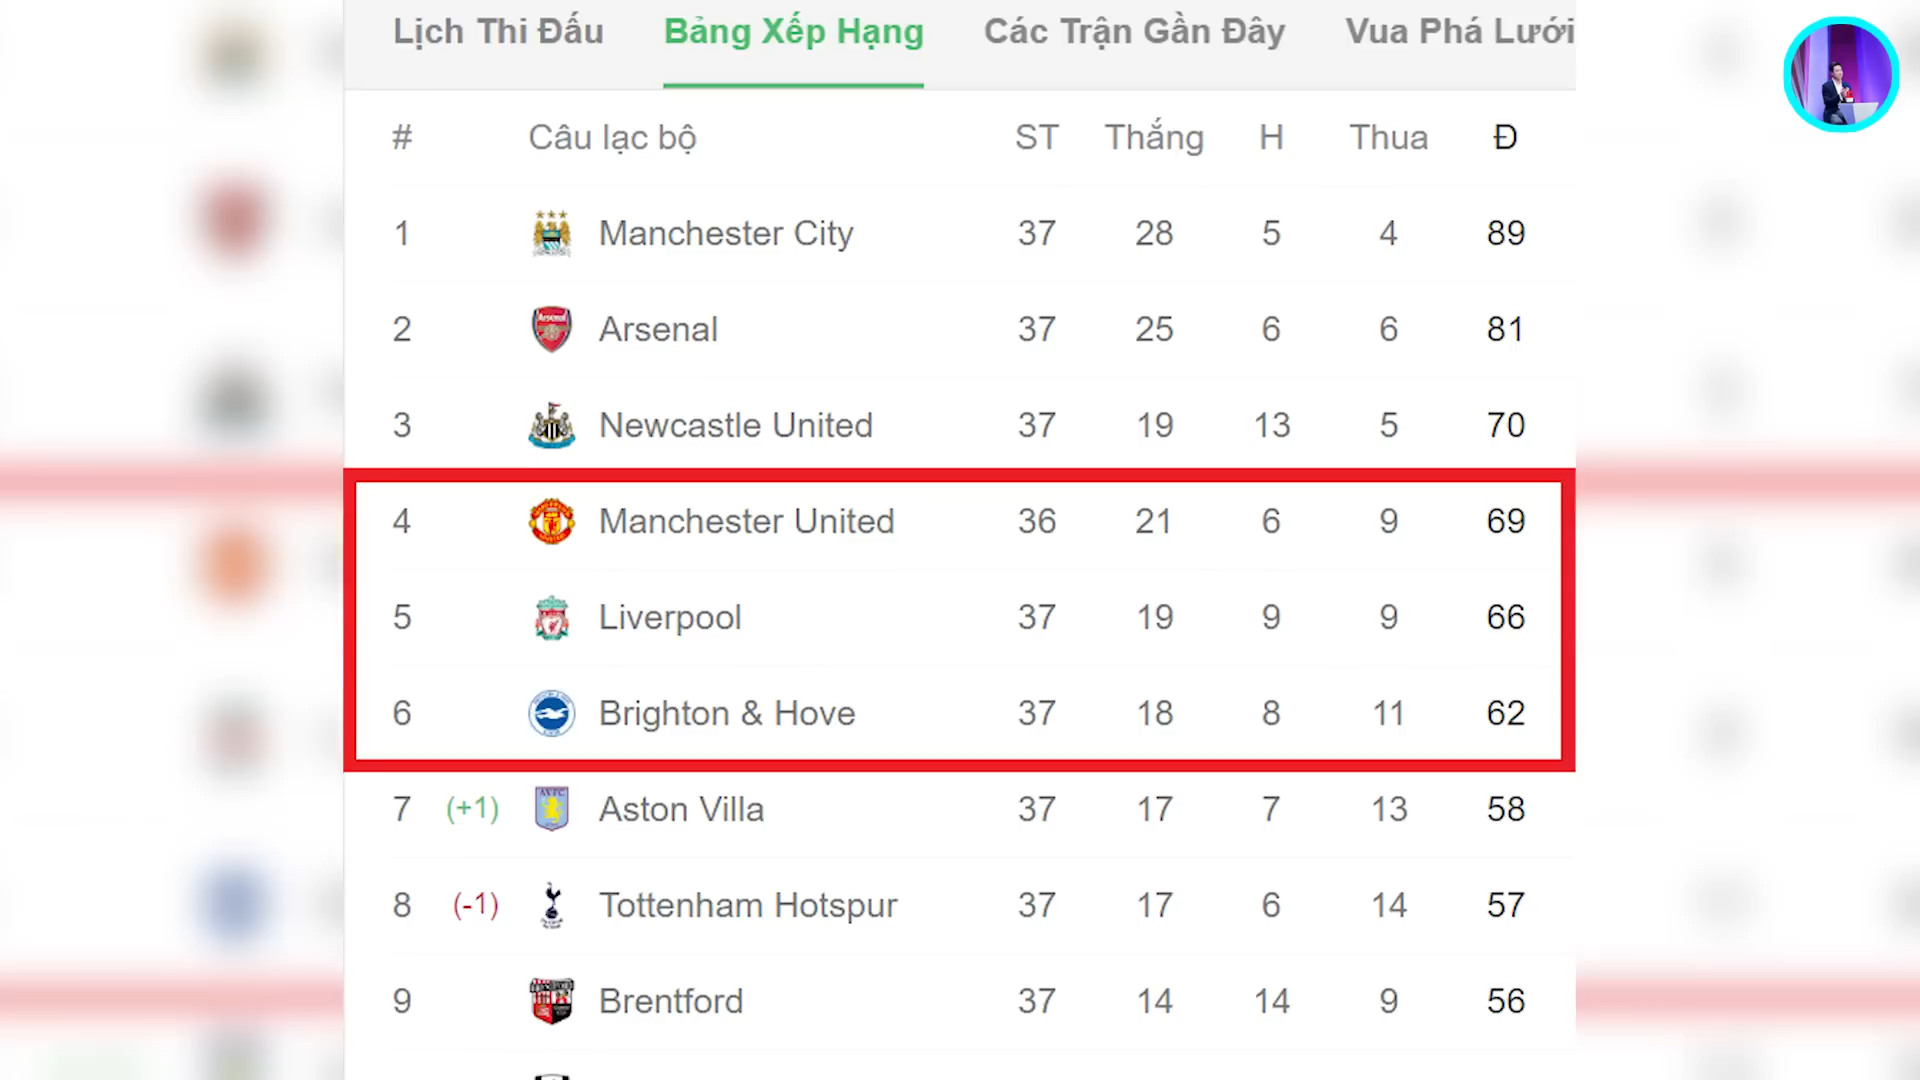 Lịch Thi Đấu Bảng Xếp Hạng Các Trận Gần Đây Vua Phá Lưới
# Câu lạc bộ ST Thắng H Thua Đ
1 Manchester City 37 28 5 4 89
2 Arsenal 37 25 6 6 81
3 Newcastle United 37 19 13 5 70
4 Manchester United 36 21 6 9 69
5 Liverpool 37 19 9 9 66
6 Brighton & Hove 37 18 8 11 62
7 (+1) Aston Villa 37 17 7 13 58
8 (-1) Tottenham Hotspur 37 17 6 14 57
9 Brentford 37 14 14 9 56